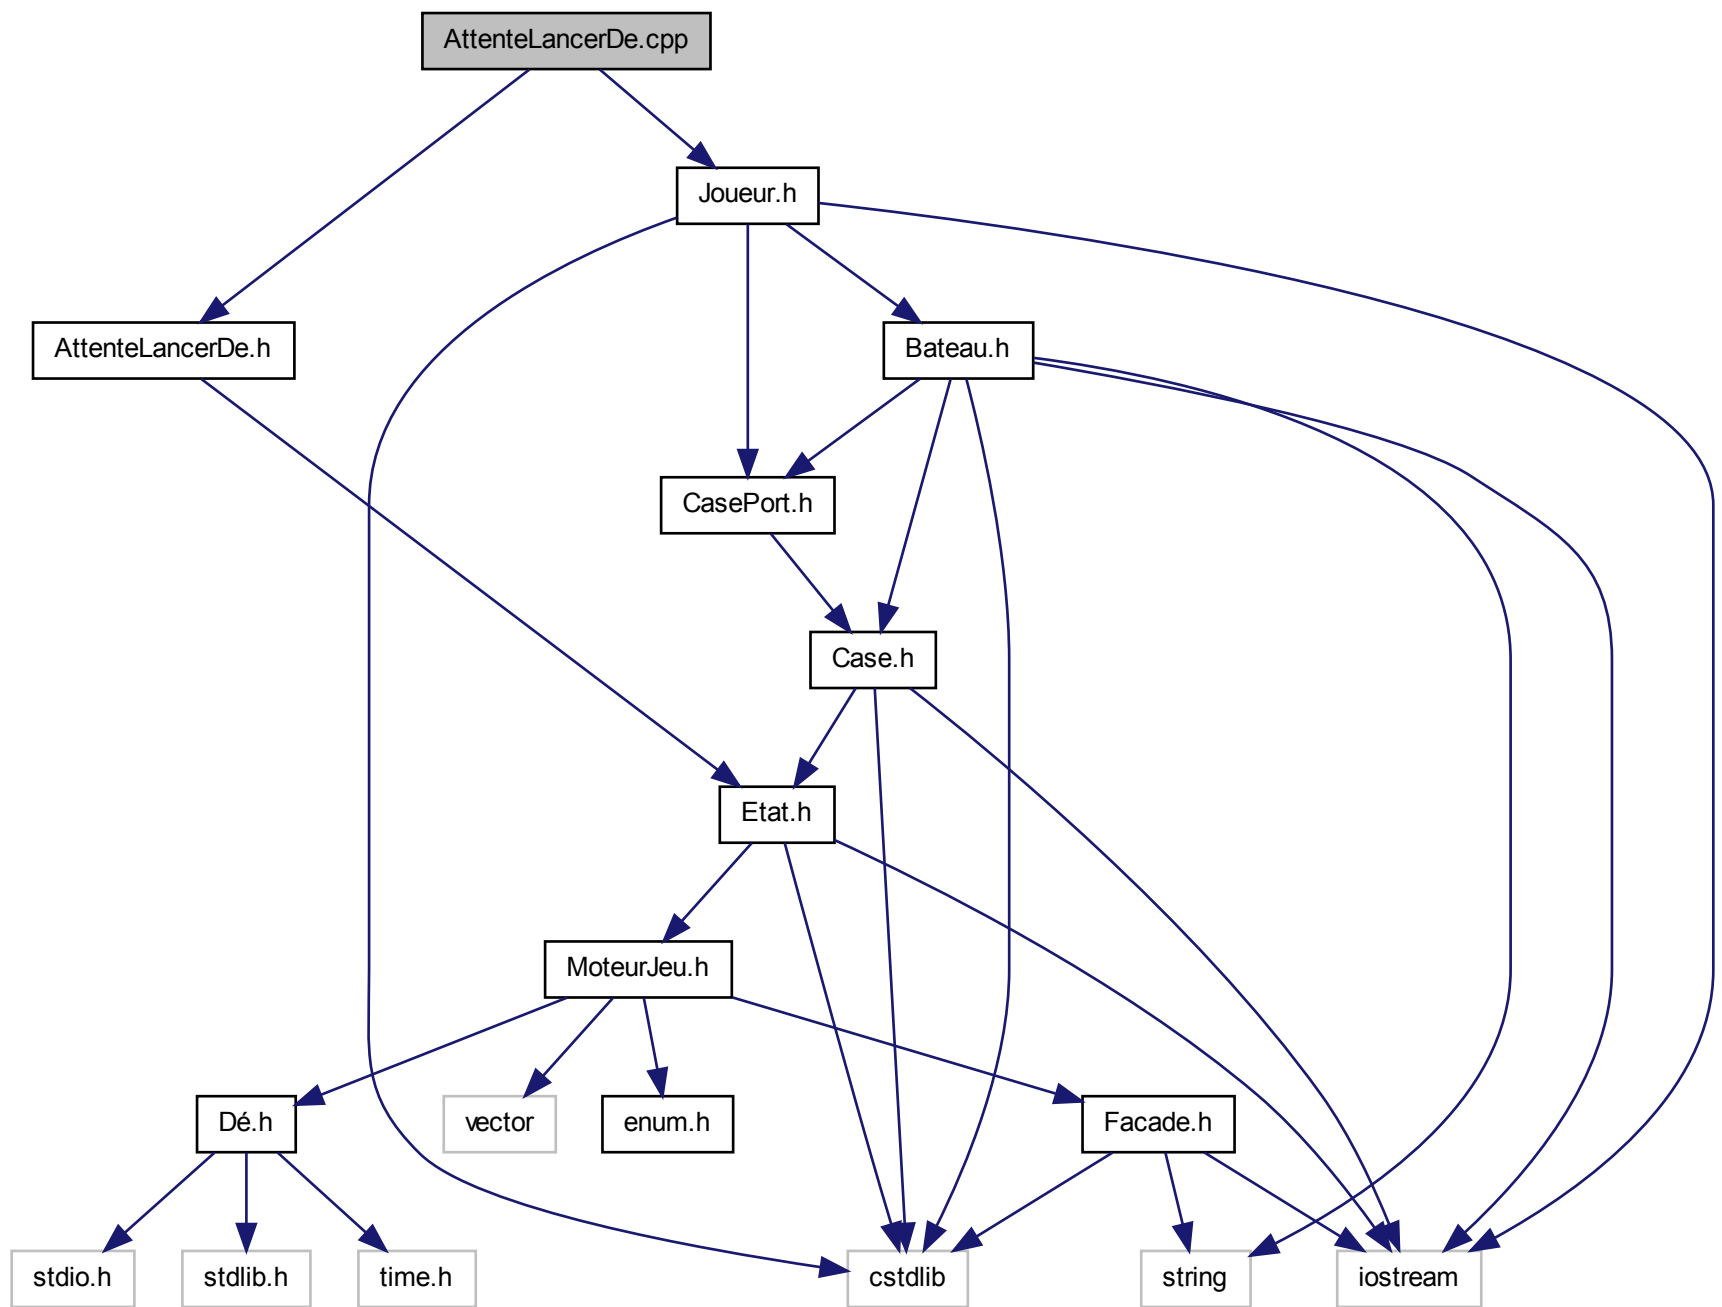 AttenteLancerDe.cpp
Joueur.h
AttenteLancerDe.h
Bateau.h
CasePort.h
Case.h
Etat.h
MoteurJeu.h
Dé.h
vector
enum.h
Facade.h
stdio.h
stdlib.h
time.h
cstdlib
string
iostream